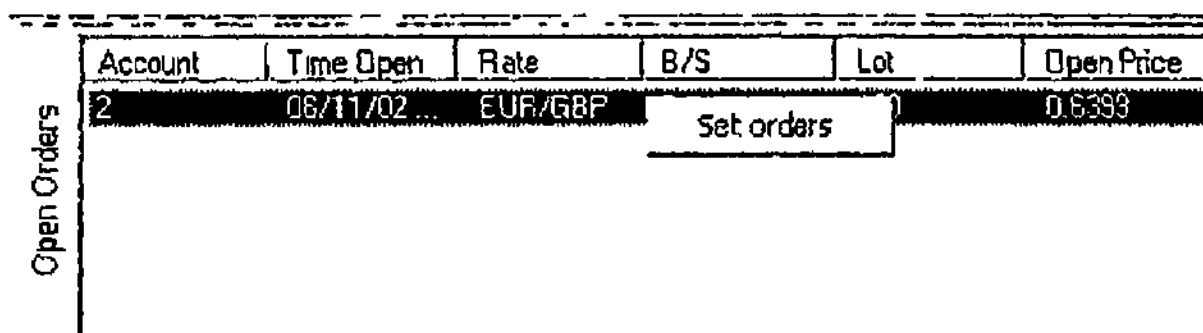 Account Time Open Rate B/S Lot Open Price
2 06/11/02 ... EUR/GBP 0.6393
Set orders
Open Orders